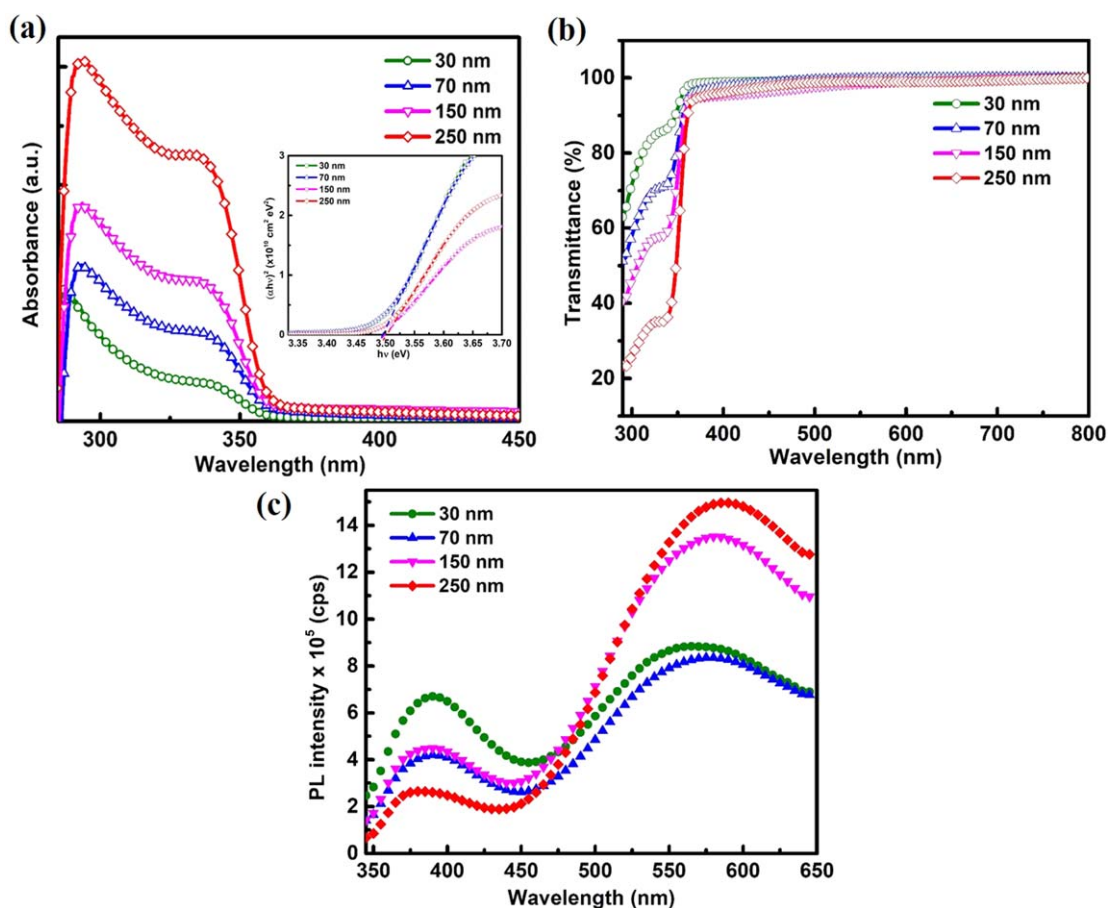 (a)
Absorbance (a.u.)
30 nm
70 nm
150 nm
250 nm
(αhν)² (x10¹⁰ cm² eV²)
30 nm
70 nm
150 nm
250 nm
3
2
1
0
3.35 3.40 3.45 3.50 3.55 3.60 3.65 3.70
hν (eV)
300 350 400 450
Wavelength (nm)
(b)
Transmittance (%)
100
80
60
40
20
30 nm
70 nm
150 nm
250 nm
300 400 500 600 700 800
Wavelength (nm)
(c)
PL intensity x 10⁵ (cps)
14
12
10
8
6
4
2
0
30 nm
70 nm
150 nm
250 nm
350 400 450 500 550 600 650
Wavelength (nm)